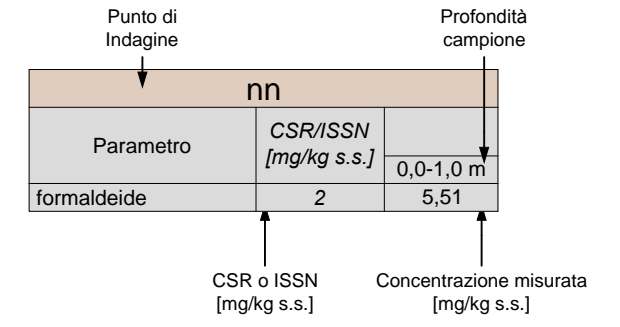 Punto di
Indagine
Profondità
campione
nn
Parametro
CSR/ISSN
[mg/kg s.s.]
0,0-1,0 m
formaldeide 2 5,51
CSR o ISSN
[mg/kg s.s.]
Concentrazione misurata
[mg/kg s.s.]